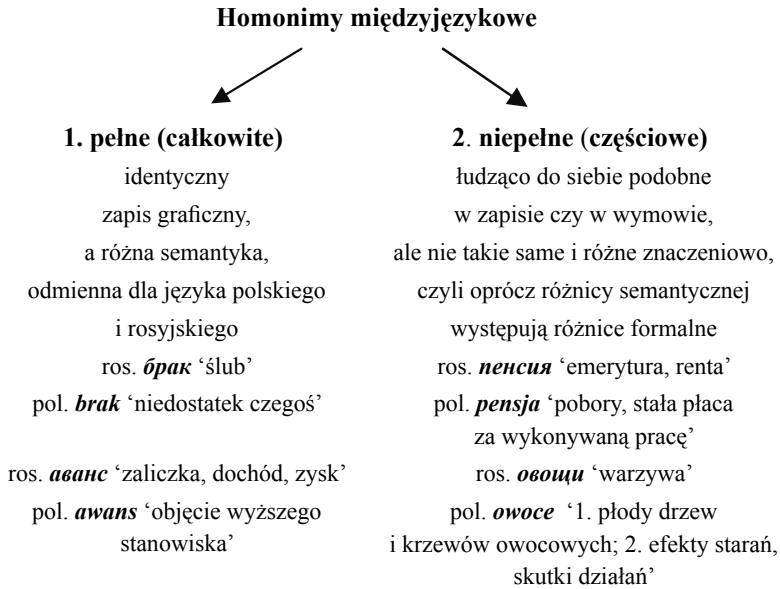 Homonimy międzyjęzykowe
1. pełne (całkowite)
identyczny
zapis graficzny,
a różna semantyka,
odmienna dla języka polskiego
i rosyjskiego
ros. брак ‘ślub’
pol. brak ‘niedostatek czegoś’
ros. аванс ‘zaliczka, dochód, zysk’
pol. awans ‘objęcie wyższego
stanowiska’
2. niepełne (częściowe)
łudząco do siebie podobne
w zapisie czy w wymowie,
ale nie takie same i różne znaczeniowo,
czyli oprócz różnicy semantycznej
występują różnice formalne
ros. пенсия ‘emerytura, renta’
pol. pensja ‘pobory, stała płaca
za wykonywaną pracę’
ros. овощи ‘warzywa’
pol. owoce ‘1. płody drzew
i krzewów owocowych; 2. efekty starań,
skutki działań’